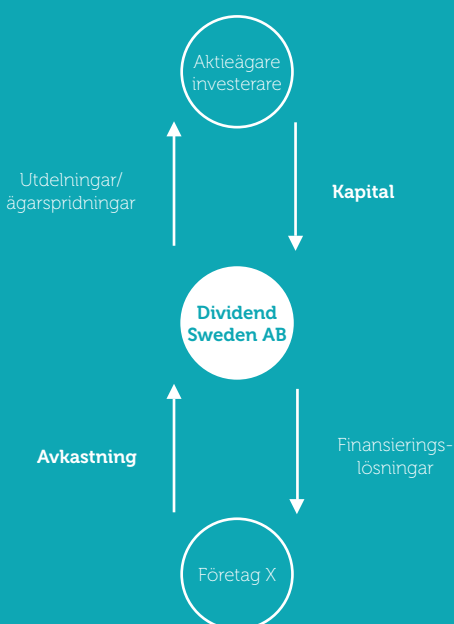 Aktieägare
investerare
Utdelningar/
ägarspridningar
Kapital
Dividend
Sweden AB
Avkastning
Finansierings-
lösningar
Företag X